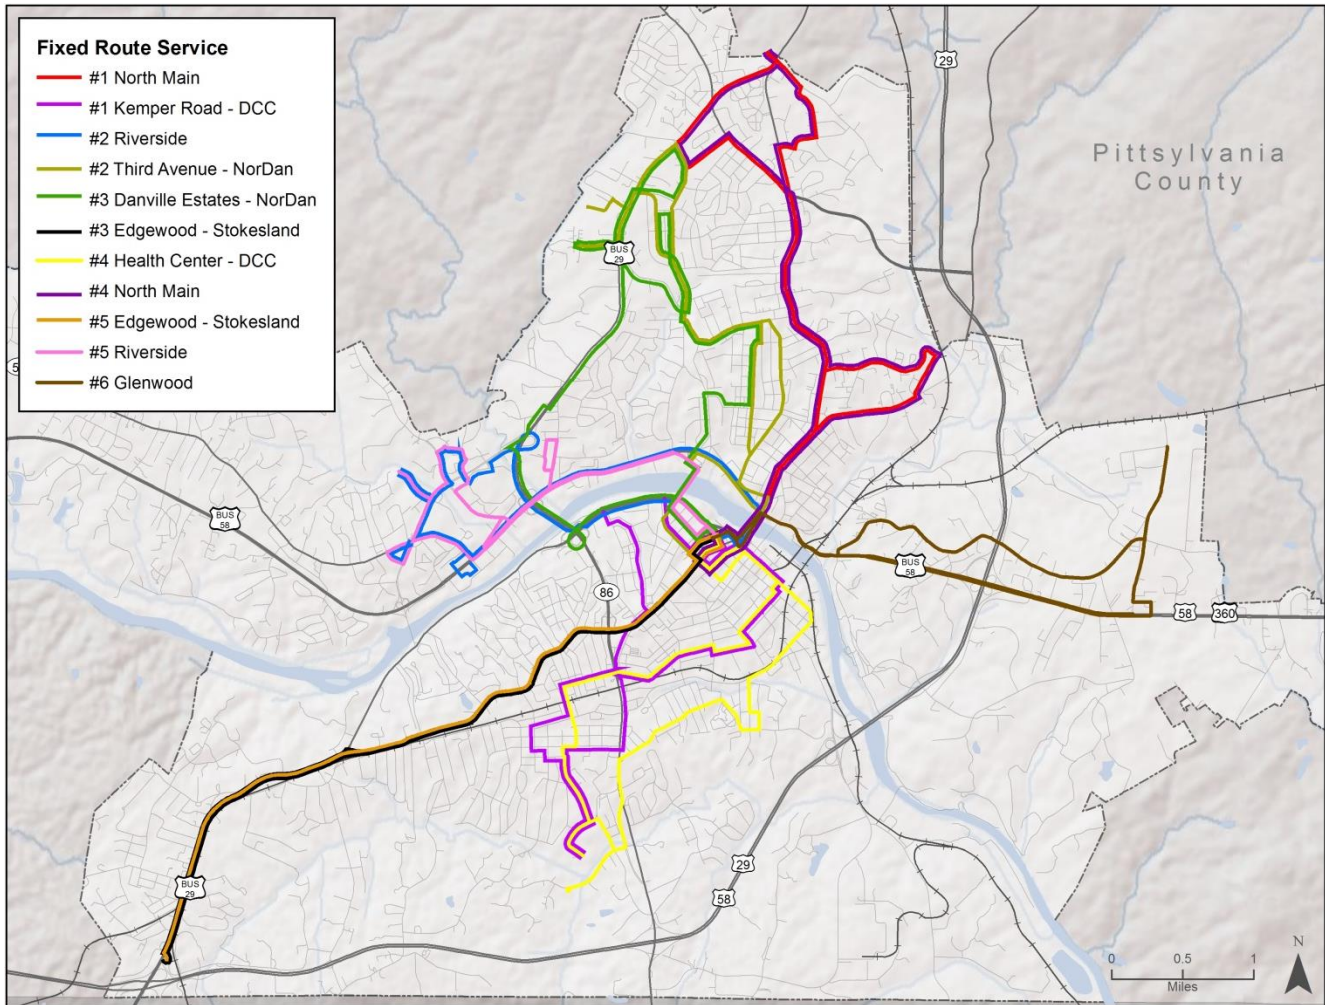 Fixed Route Service
#1 North Main
#1 Kemper Road - DCC
#2 Riverside
#2 Third Avenue - NorDan
#3 Danville Estates - NorDan
#3 Edgewood - Stokesland
#4 Health Center - DCC
#4 North Main
#5 Edgewood - Stokesland
#5 Riverside
#6 Glenwood
29
Pittsylvania
County
BUS
29
5
BUS
58
86
BUS
58
58
360
BUS
29
29
58
N
0 0.5 1
Miles